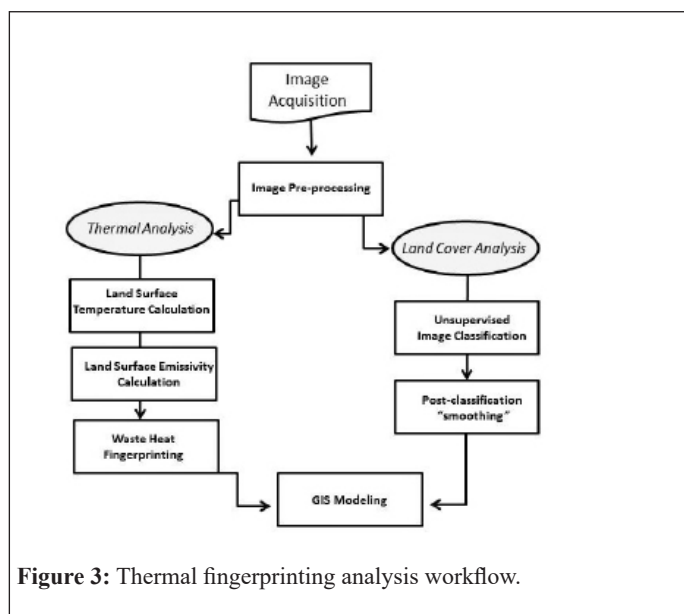 Image
Acquisition
Image Pre-processing
Thermal Analysis
Land Cover Analysis
Land Surface
Temperature Calculation
Unsupervised
Image Classification
Land Surface Emissivity
Calculation
Post-classification
"smoothing"
Waste Heat
Fingerprinting
GIS Modeling
Figure 3: Thermal fingerprinting analysis workflow.